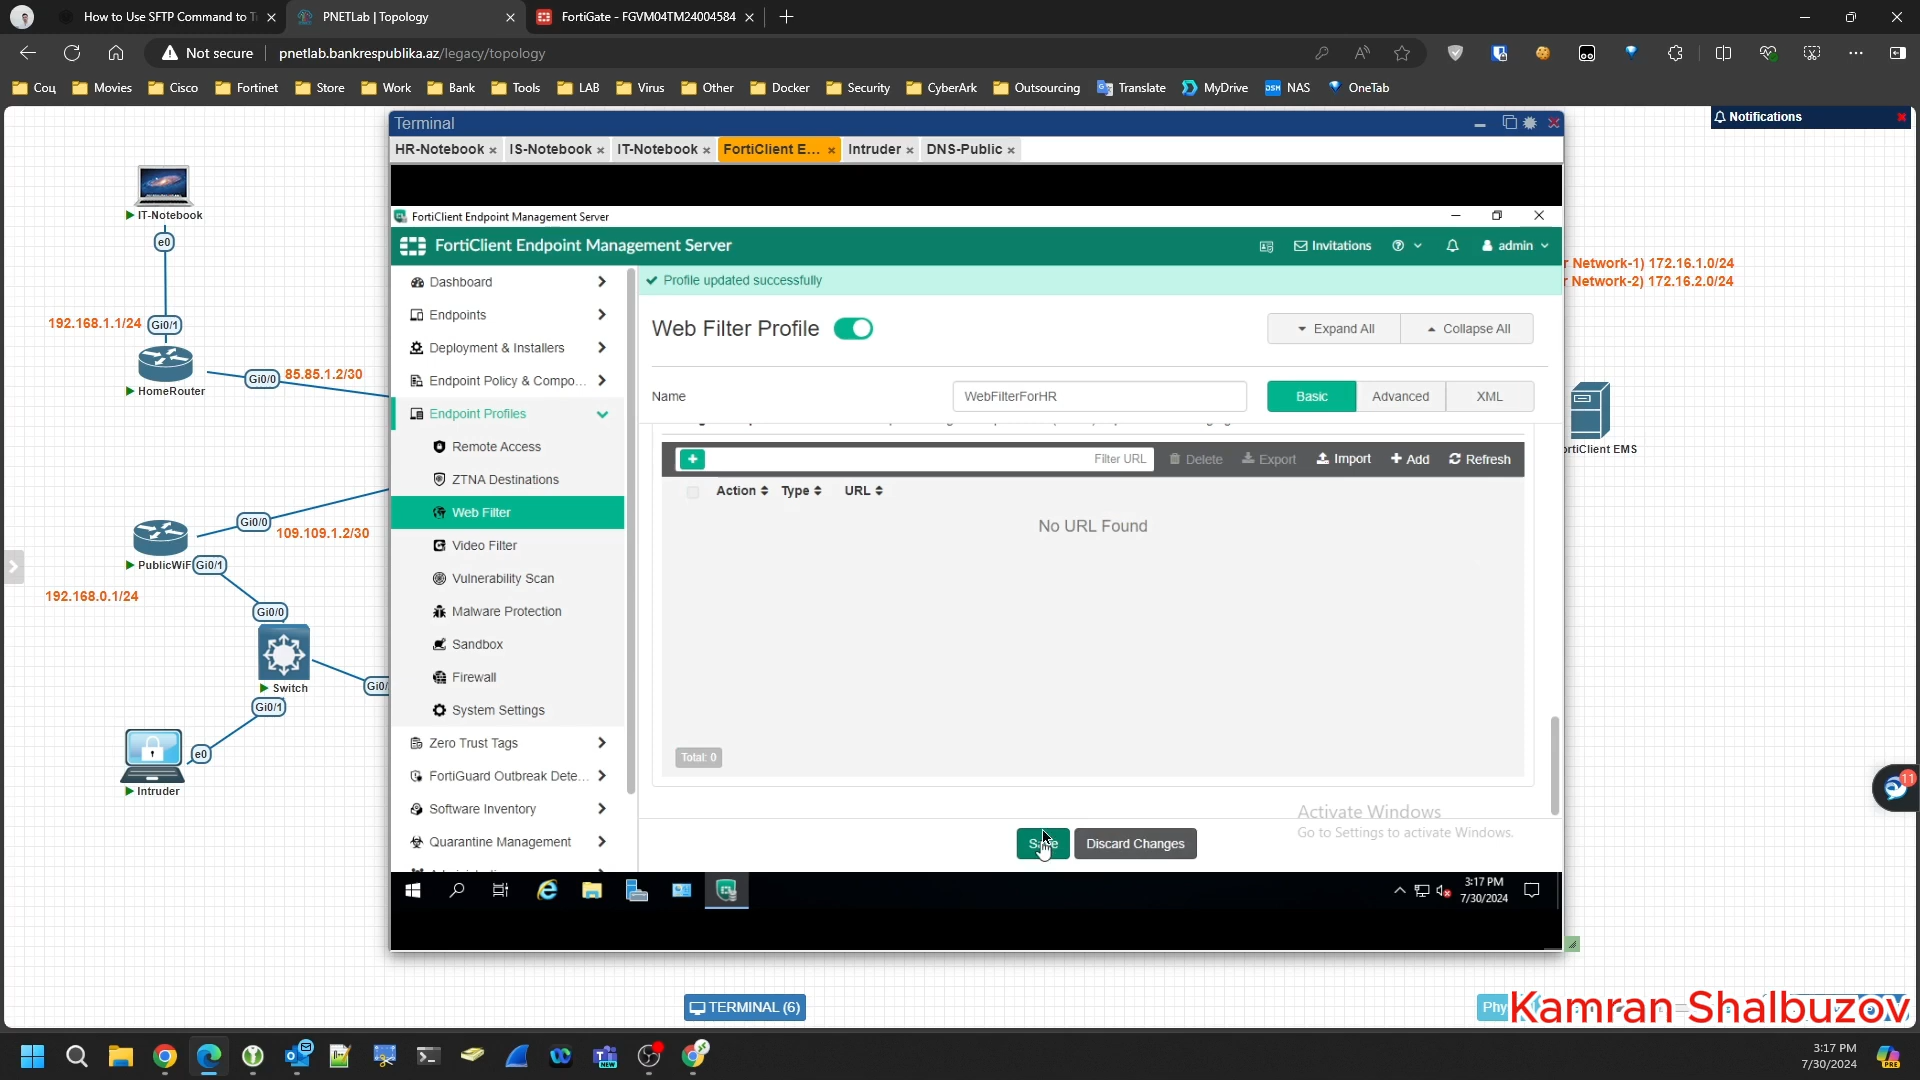 How to Use SFTP Command to
PNETLab | Topology
FortiGate - FGVM04TM24004584
Not secure
pnetlab.bankrespublika.az/legacy/topology
Соц
Movies
Cisco
Fortinet
Store
Work
Bank
Tools
LAB
Virus
Other
Docker
Security
CyberArk
Outsourcing
Translate
MyDrive
NAS
OneTab
Terminal
Notifications
HR-Notebook
IS-Notebook
IT-Notebook
FortiClient E...
Intruder
DNS-Public
FortiClient Endpoint Management Server
FortiClient Endpoint Management Server
Invitations
admin
Dashboard
Endpoints
Deployment & Installers
Endpoint Policy & Compo...
Endpoint Profiles
Remote Access
ZTNA Destinations
Web Filter
Video Filter
Vulnerability Scan
Malware Protection
Sandbox
Firewall
System Settings
Zero Trust Tags
FortiGuard Outbreak Dete...
Software Inventory
Quarantine Management
Profile updated successfully
Web Filter Profile
Expand All
Collapse All
Name
WebFilterForHR
Basic
Advanced
XML
Filter URL
Delete
Export
Import
Add
Refresh
Action
Type
URL
No URL Found
Total: 0
Activate Windows
Go to Settings to activate Windows.
Save
Discard Changes
3:17 PM
7/30/2024
IT-Notebook
e0
192.168.1.1/24
Gi0/1
HomeRouter
Gi0/0
85.85.1.2/30
PublicWiF
Gi0/0
109.109.1.2/30
Gi0/1
192.168.0.1/24
Gi0/0
Switch
Gi0/
Gi0/1
Intruder
e0
r Network-1) 172.16.1.0/24
r Network-2) 172.16.2.0/24
rtiClient EMS
11
TERMINAL (6)
Phy
Kamran Shalbuzov
3:17 PM
7/30/2024